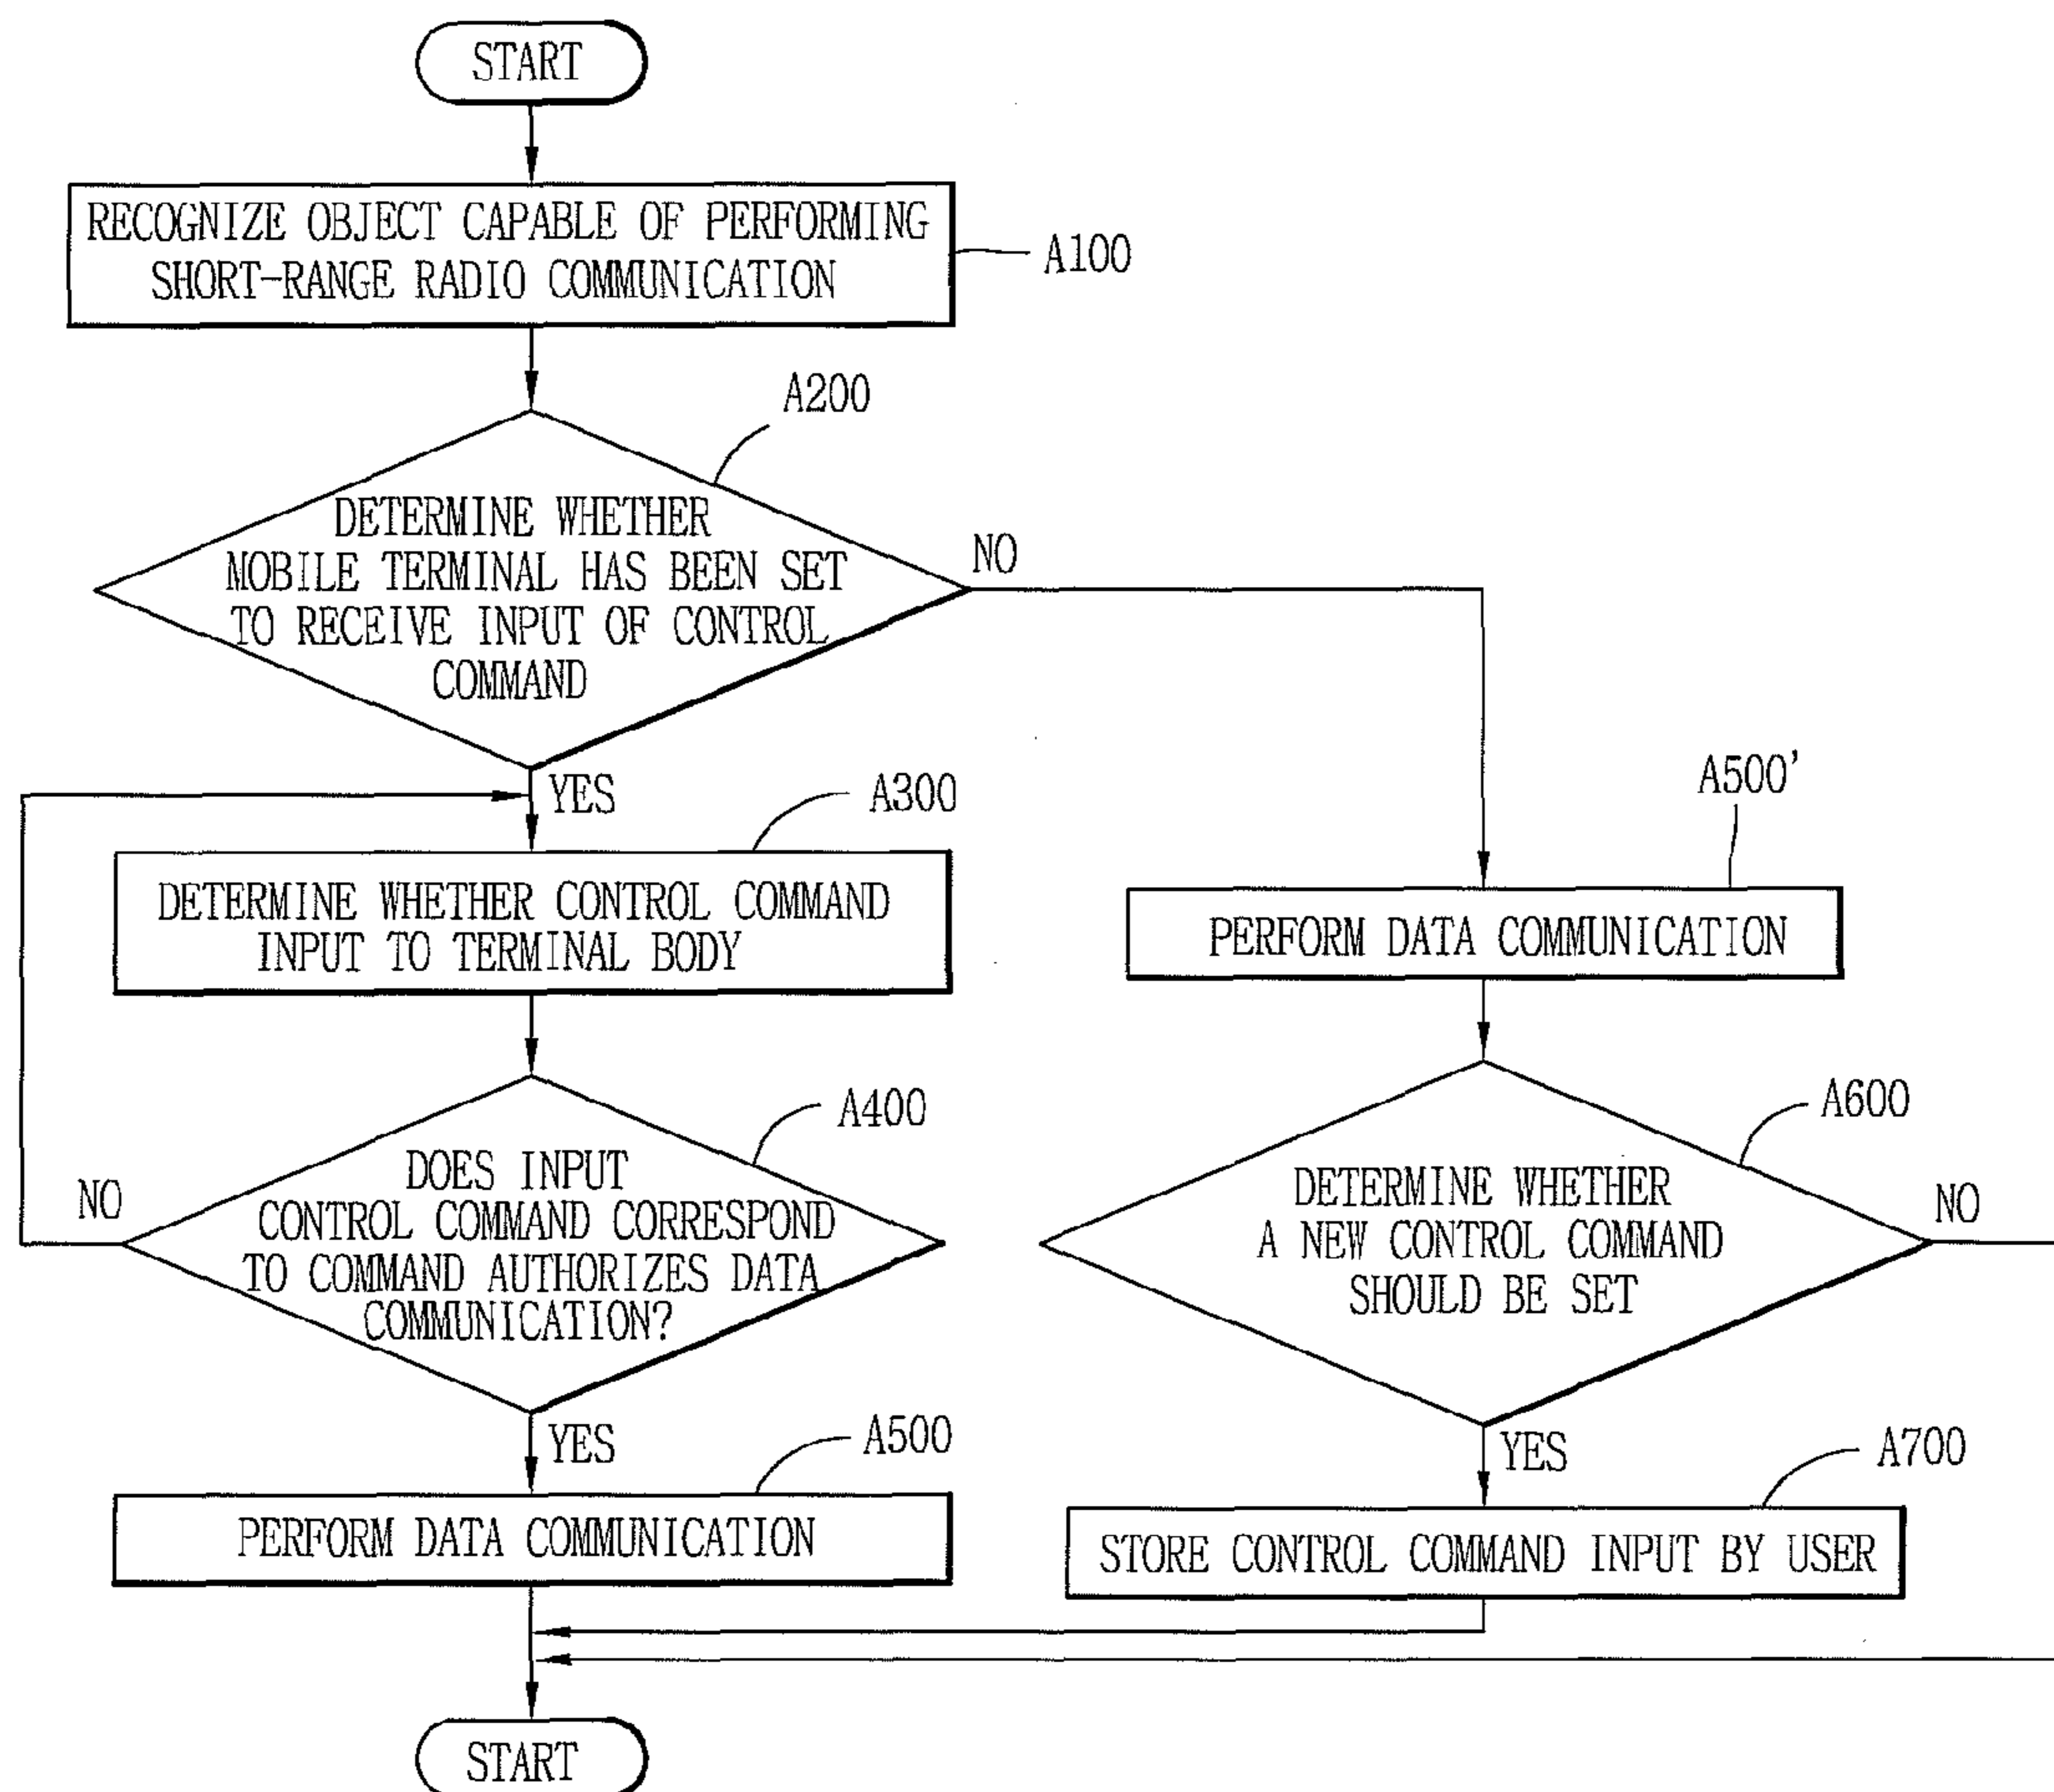 START
RECOGNIZE OBJECT CAPABLE OF PERFORMING
SHORT-RANGE RADIO COMMUNICATION
A100
A200
DETERMINE WHETHER
MOBILE TERMINAL HAS BEEN SET
TO RECEIVE INPUT OF CONTROL
COMMAND
NO
YES
A300
DETERMINE WHETHER CONTROL COMMAND
INPUT TO TERMINAL BODY
A400
DOES INPUT
CONTROL COMMAND CORRESPOND
TO COMMAND AUTHORIZES DATA
COMMUNICATION?
NO
YES
A500
PERFORM DATA COMMUNICATION
A500'
PERFORM DATA COMMUNICATION
A600
DETERMINE WHETHER
A NEW CONTROL COMMAND
SHOULD BE SET
NO
YES
A700
STORE CONTROL COMMAND INPUT BY USER
START